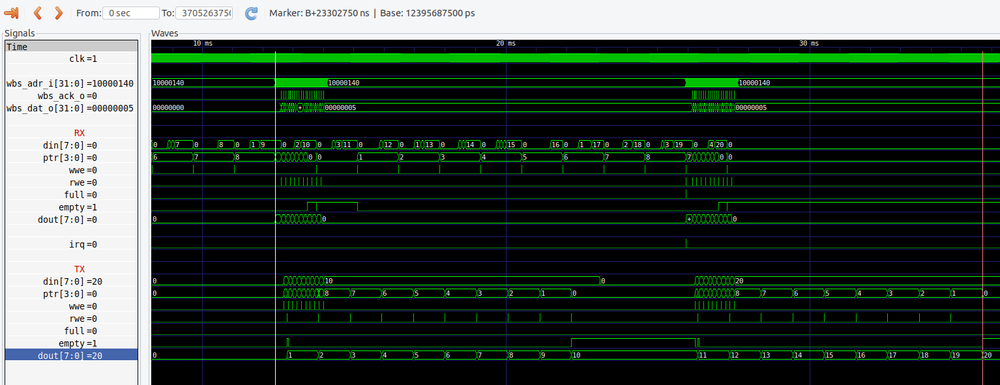 From: 0 sec To: 370526375 Marker: B+23302750 ns | Base: 12395687500 ps
Signals Waves
Time 10 ms 20 ms 30 ms
clk=1
wbs_adr_i[31:0]=10000140 10000140 10000140 10000140
wbs_ack_o=0
wbs_dat_o[31:0]=00000005 00000000 + 00000005 00000005
RX
din[7:0]=0 0 7 0 8 0 1 9 0 2 10 0 3 11 0 12 0 1 13 0 14 0 15 0 16 0 1 17 0 2 18 0 3 19 0 4 20 0
ptr[3:0]=0 6 7 8 0 0 1 2 3 4 5 6 7 8 7 0 0
wwe=0
rwe=0
full=0
empty=1
dout[7:0]=0 0 0 + 0
irq=0
TX
din[7:0]=20 0 10 0 20
ptr[3:0]=0 0 8 7 6 5 4 3 2 1 0 8 7 6 5 4 3 2 1 0
wwe=0
rwe=0
full=0
empty=1
dout[7:0]=20 0 1 2 3 4 5 6 7 8 9 10 11 12 13 14 15 16 17 18 19 20